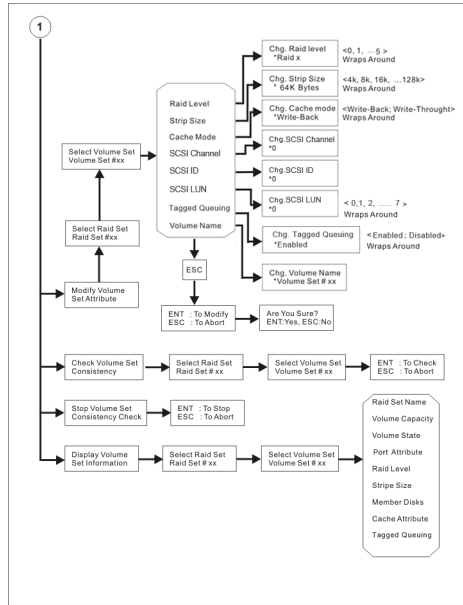 1
Chg. Raid level
*Raid x
<0, 1, ...5 >
Wraps Around
Chg. Strip Size
* 64K Bytes
<4k, 8k, 16k, ...128k>
Wraps Around
Chg. Cache mode
*Write-Back
<Write-Back; Write-Throught>
Wraps Around
Chg.SCSI Channel
*0
Chg.SCSI ID
*0
Chg.SCSI LUN
*0
< 0,1, 2, ...... 7 >
Wraps Around
Chg. Tagged Queuing
*Enabled
<Enabled; Disabled>
Wraps Around
Chg. Volume Name
*Volume Set # xx
Raid Level
Strip Size
Cache Mode
SCSI Channel
SCSI ID
SCSI LUN
Tagged Queuing
Volume Name
Select Volume Set
Volume Set #xx
Select Raid Set
Raid Set #xx
Modify Volume
Set Attribute
ESC
ENT : To Modify
ESC : To Abort
Are You Sure?
ENT:Yes, ESC:No
Check Volume Set
Consistency
Select Raid Set
Raid Set # xx
Select Volume Set
Volume Set # xx
ENT : To Check
ESC : To Abort
Stop Volume Set
Consistency Check
ENT : To Stop
ESC : To Abort
Display Volume
Set Information
Select Raid Set
Raid Set # xx
Select Volume Set
Volume Set # xx
Raid Set Name
Volume Capacity
Volume State
Port Attribute
Raid Level
Stripe Size
Member Disks
Cache Attribute
Tagged Queuing